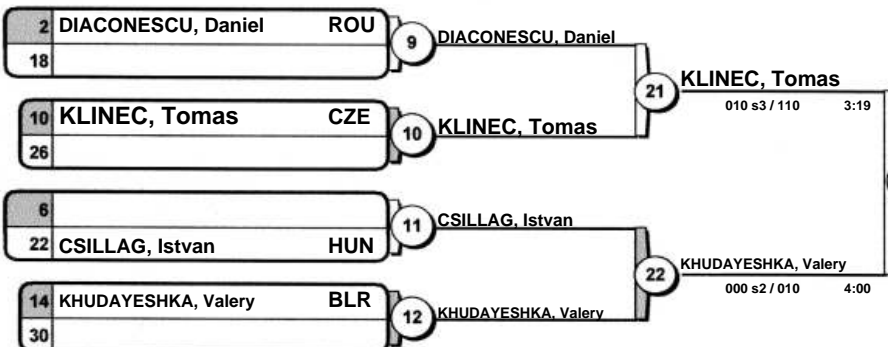 2 DIACONESCU, Daniel ROU
18
9 DIACONESCU, Daniel
10 KLINEC, Tomas CZE
26
10 KLINEC, Tomas
21 KLINEC, Tomas
010 s3 / 110 3:19
6
22 CSILLAG, Istvan HUN
11 CSILLAG, Istvan
14 KHUDAYESHKA, Valery BLR
30
12 KHUDAYESHKA, Valery
22 KHUDAYESHKA, Valery
000 s2 / 010 4:00